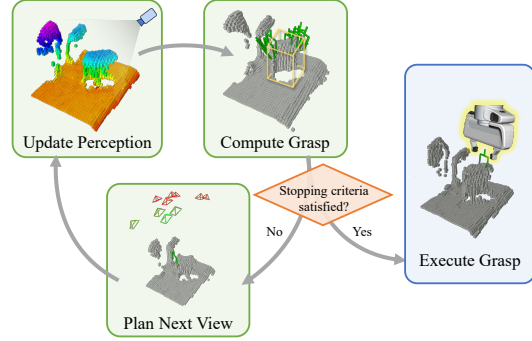 Update Perception
Compute Grasp
Stopping criteria
satisfied?
No
Yes
Execute Grasp
Plan Next View